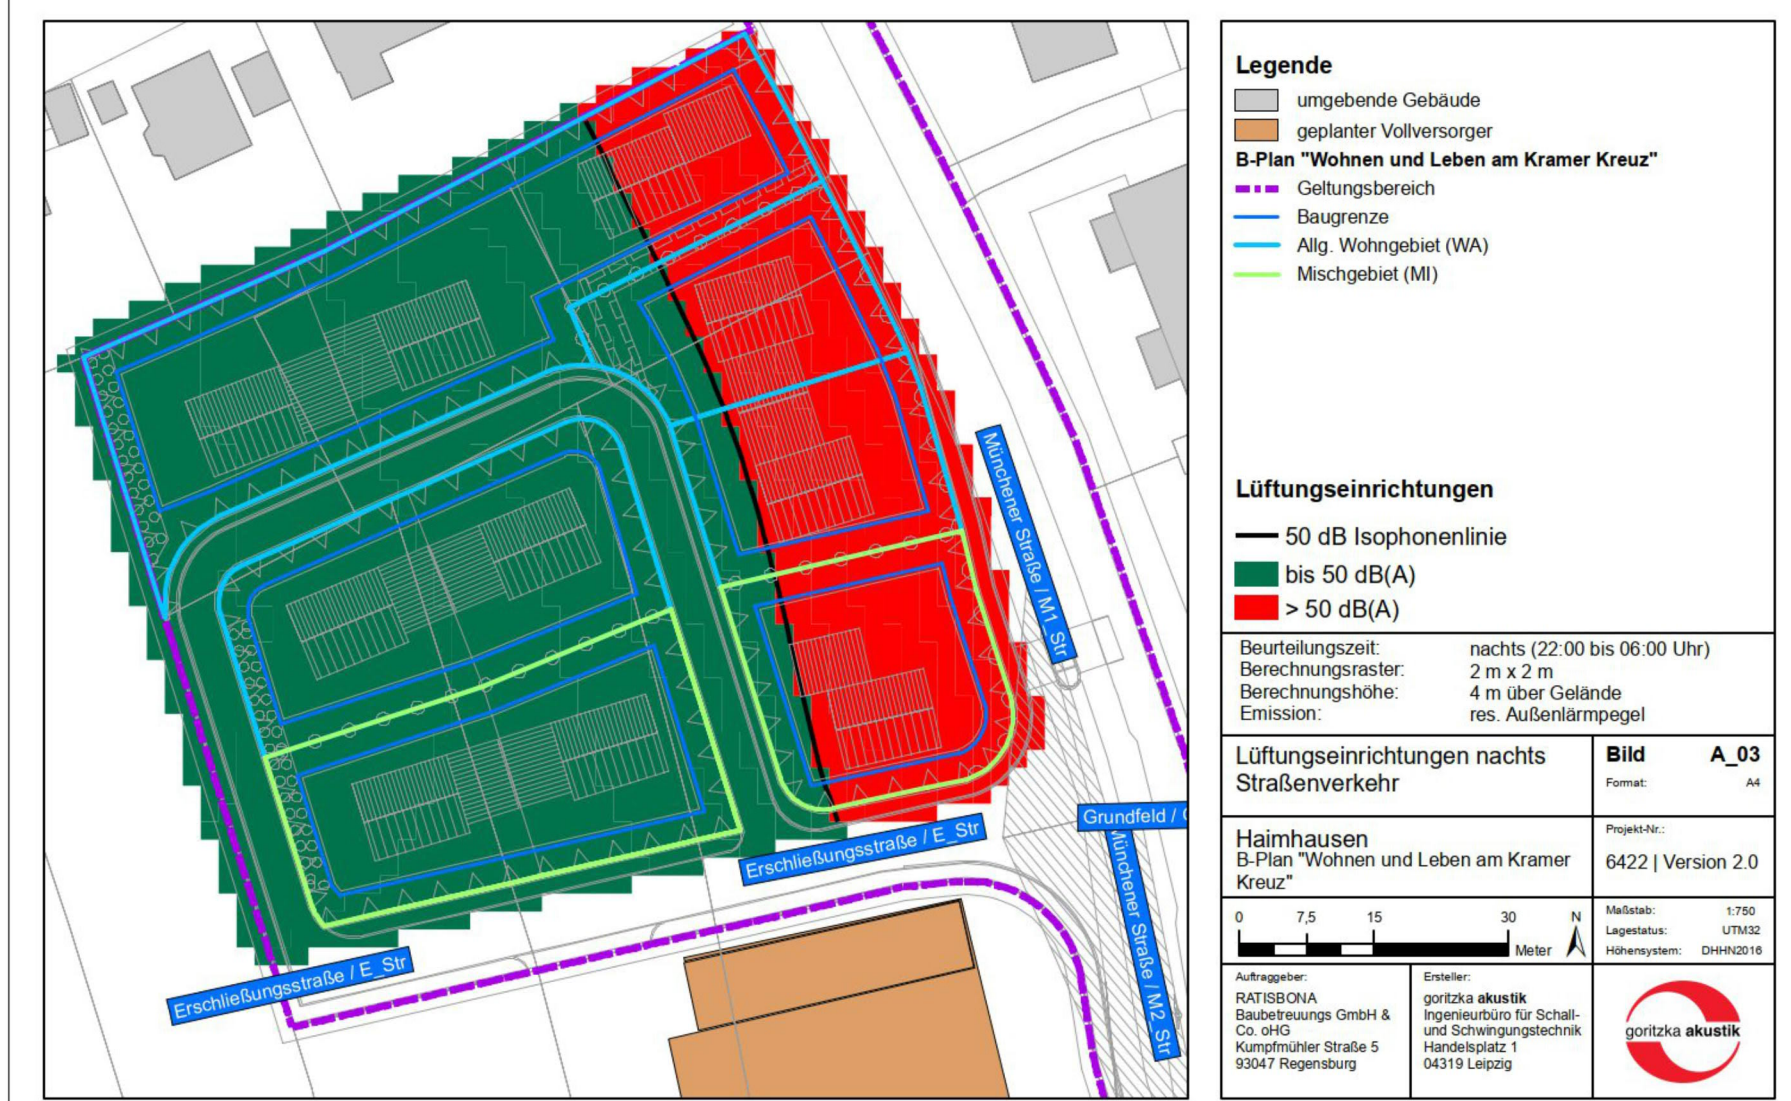 Münchener Straße / M1_Str
Grundfeld /
Erschließungsstraße / E_Str
Münchener Straße / M2_Str
Erschließungsstraße / E_Str
Legende
umgebende Gebäude
geplanter Vollversorger
B-Plan "Wohnen und Leben am Kramer Kreuz"
Geltungsbereich
Baugrenze
Allg. Wohngebiet (WA)
Mischgebiet (MI)
Lüftungseinrichtungen
50 dB Isophonenlinie
bis 50 dB(A)
> 50 dB(A)
Beurteilungszeit: nachts (22:00 bis 06:00 Uhr)
Berechnungsraster: 2 m x 2 m
Berechnungshöhe: 4 m über Gelände
Emission: res. Außenlärmpegel
Lüftungseinrichtungen nachts
Straßenverkehr
Bild A_03
Format: A4
Haimhausen
B-Plan "Wohnen und Leben am Kramer
Kreuz"
Projekt-Nr.:
6422 | Version 2.0
0 7,5 15 30 N
Meter
Maßstab: 1:750
Lagestatus: UTM32
Höhensystem: DHHN2016
Auftraggeber:
RATISBONA
Baubetreuungs GmbH &
Co. oHG
Kumpfmühler Straße 5
93047 Regensburg
Ersteller:
goritzka akustik
Ingenieurbüro für Schall-
und Schwingungstechnik
Handelsplatz 1
04319 Leipzig
goritzka akustik